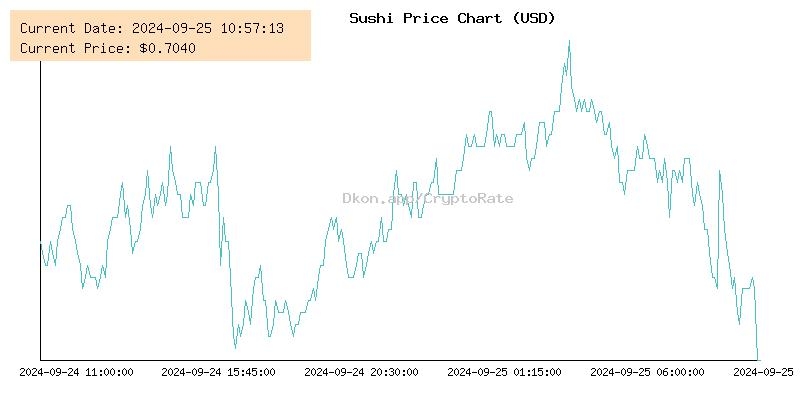 Sushi Price Chart (USD)
Current Date: 2024-09-25 10:57:13
Current Price: $0.7040
Dkon.app/CryptoRate
2024-09-24 11:00:00
2024-09-24 15:45:00
2024-09-24 20:30:00
2024-09-25 01:15:00
2024-09-25 06:00:00
2024-09-25